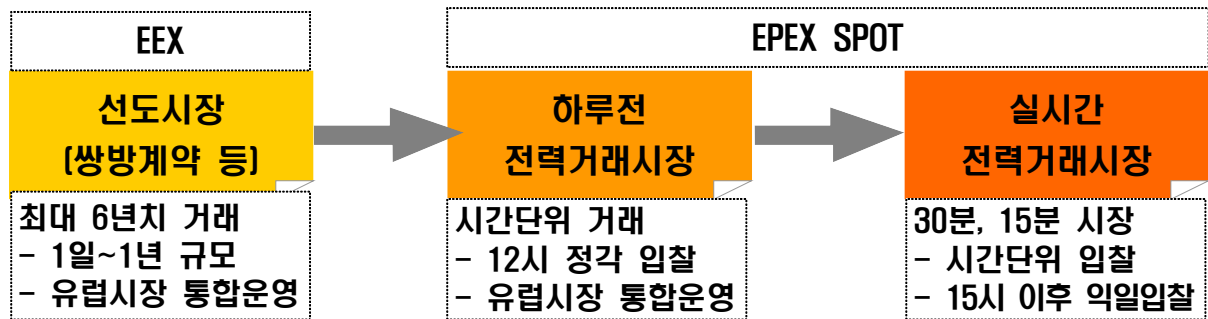 EEX
선도시장
(쌍방계약 등)
최대 6년치 거래
- 1일~1년 규모
- 유럽시장 통합운영
EPEX SPOT
하루전
전력거래시장
시간단위 거래
- 12시 정각 입찰
- 유럽시장 통합운영
실시간
전력거래시장
30분, 15분 시장
- 시간단위 입찰
- 15시 이후 익일입찰